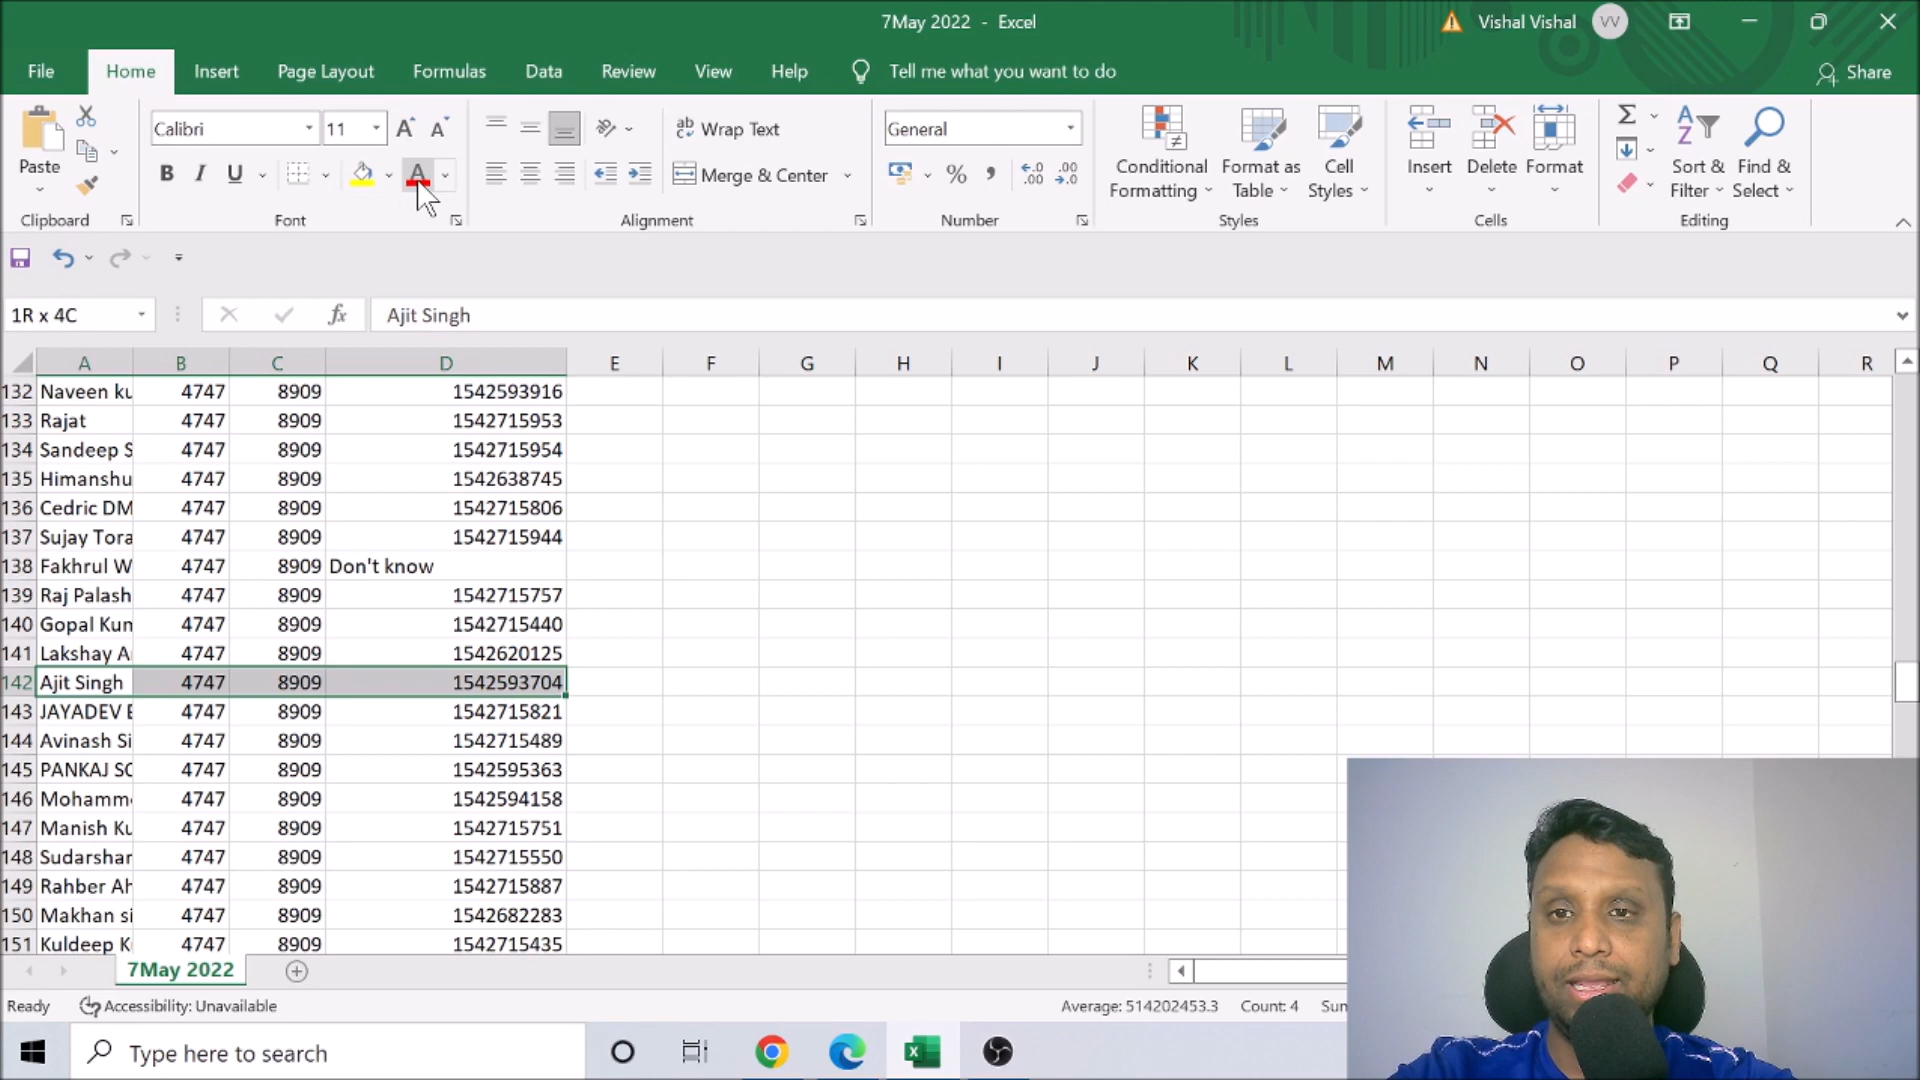 7May 2022 - Excel
Vishal Vishal VV
File Home Insert Page Layout Formulas Data Review View Help Tell me what you want to do Share
Paste
Clipboard
Calibri 11
B I U
Font
Wrap Text
Merge & Center
Alignment
General
Number
Conditional Formatting
Format as Table
Cell Styles
Styles
Insert Delete Format
Cells
Sort & Filter
Find & Select
Editing
1R x 4C fx Ajit Singh
A B C D E F G H I J K L M N O P Q R
132 Naveen ku 4747 8909 1542593916
133 Rajat 4747 8909 1542715953
134 Sandeep S 4747 8909 1542715954
135 Himanshu 4747 8909 1542638745
136 Cedric DM 4747 8909 1542715806
137 Sujay Tora 4747 8909 1542715944
138 Fakhrul W 4747 8909 Don't know
139 Raj Palash 4747 8909 1542715757
140 Gopal Kum 4747 8909 1542715440
141 Lakshay A 4747 8909 1542620125
142 Ajit Singh 4747 8909 1542593704
143 JAYADEV 4747 8909 1542715821
144 Avinash Si 4747 8909 1542715489
145 PANKAJ SO 4747 8909 1542595363
146 Mohamm 4747 8909 1542594158
147 Manish Ku 4747 8909 1542715751
148 Sudarshan 4747 8909 1542715550
149 Rahber Ah 4747 8909 1542715887
150 Makhan si 4747 8909 1542682283
151 Kuldeep K 4747 8909 1542715435
7May 2022
Ready Accessibility: Unavailable Average: 514202453.3 Count: 4 Sum
Type here to search